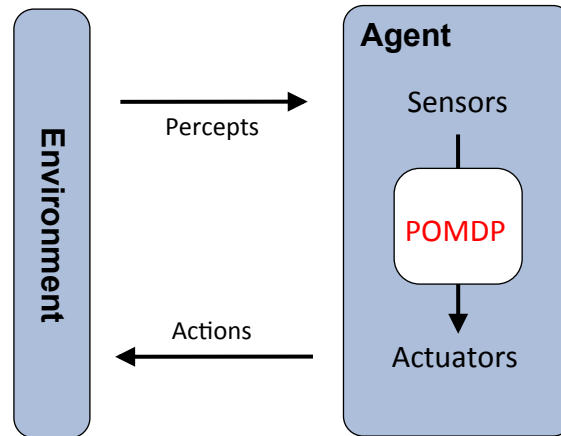 Environment
Percepts
Actions
Agent
Sensors
POMDP
Actuators